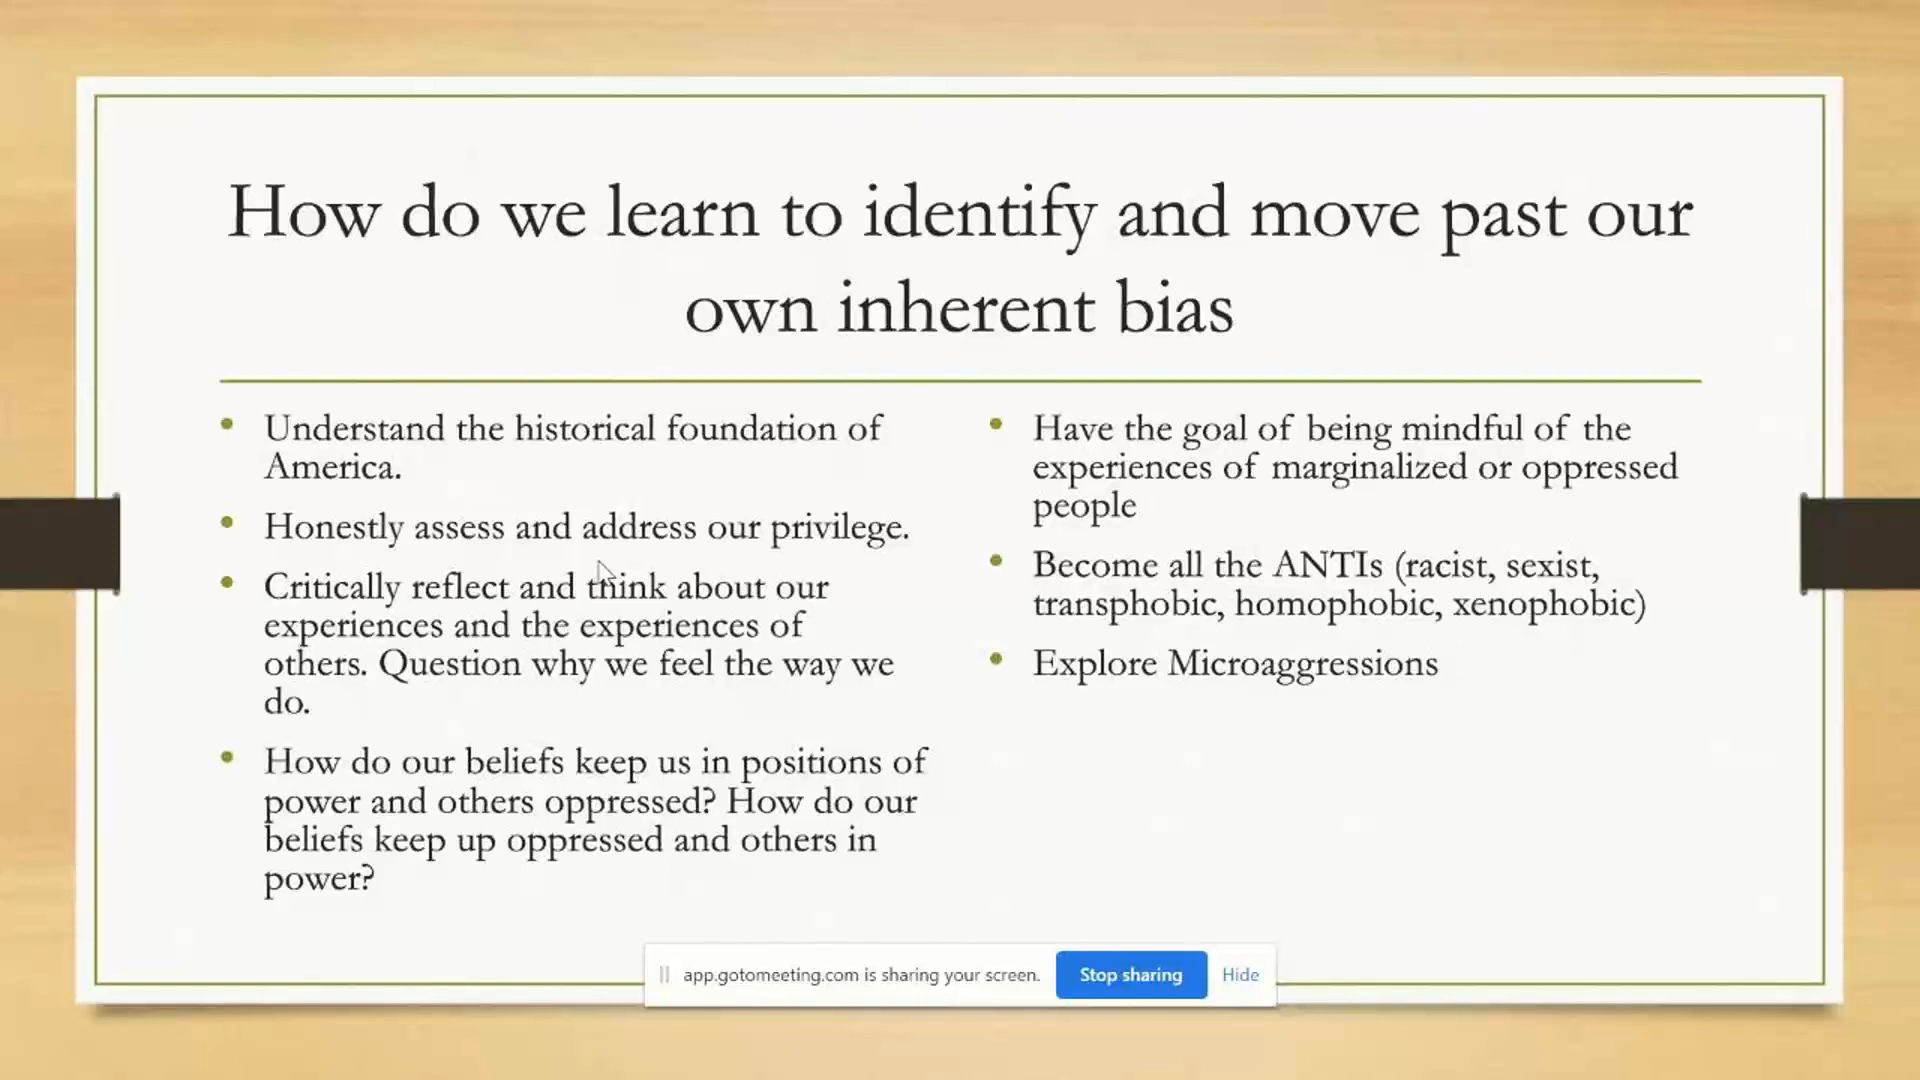 How do we learn to identify and move past our
own inherent bias
• Understand the historical foundation of
America.
• Honestly assess and address our privilege.
• Critically reflect and think about our
experiences and the experiences of
others. Question why we feel the way we
do.
• How do our beliefs keep us in positions of
power and others oppressed? How do our
beliefs keep up oppressed and others in
power?
• Have the goal of being mindful of the
experiences of marginalized or oppressed
people
• Become all the ANTIs (racist, sexist,
transphobic, homophobic, xenophobic)
• Explore Microaggressions
app.gotomeeting.com is sharing your screen.
Stop sharing
Hide